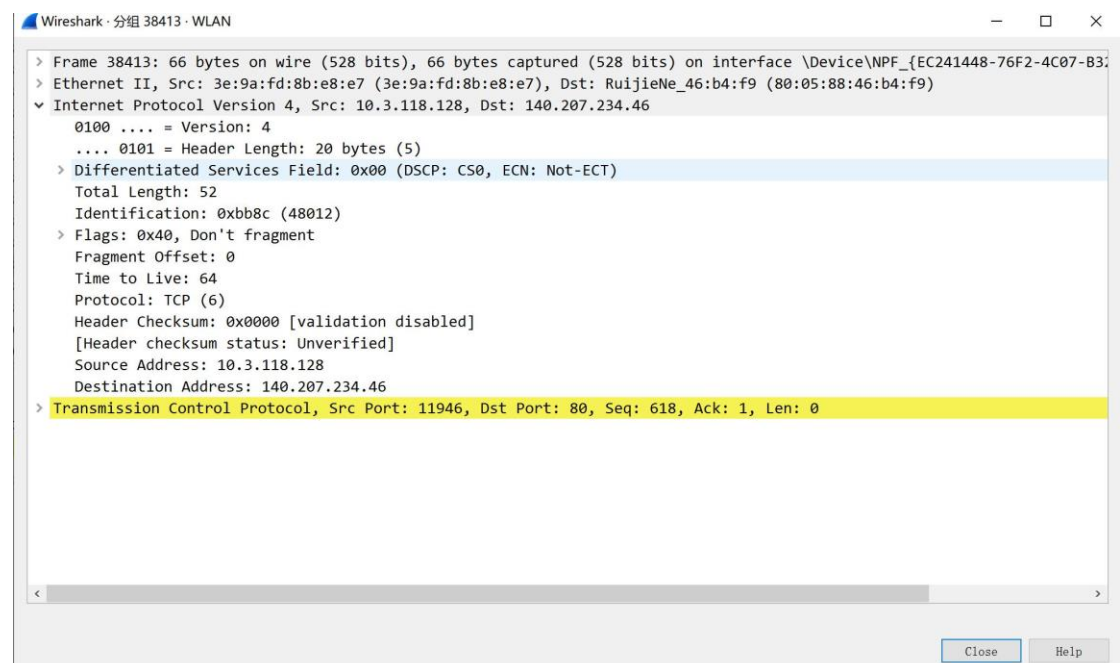 Wireshark · 分组 38413 · WLAN
Frame 38413: 66 bytes on wire (528 bits), 66 bytes captured (528 bits) on interface \Device\NPF_{EC241448-76F2-4C07-B32
Ethernet II, Src: 3e:9a:fd:8b:e8:e7 (3e:9a:fd:8b:e8:e7), Dst: RuijieNe_46:b4:f9 (80:05:88:46:b4:f9)
Internet Protocol Version 4, Src: 10.3.118.128, Dst: 140.207.234.46
0100 .... = Version: 4
.... 0101 = Header Length: 20 bytes (5)
Differentiated Services Field: 0x00 (DSCP: CS0, ECN: Not-ECT)
Total Length: 52
Identification: 0xbb8c (48012)
Flags: 0x40, Don't fragment
Fragment Offset: 0
Time to Live: 64
Protocol: TCP (6)
Header Checksum: 0x0000 [validation disabled]
[Header checksum status: Unverified]
Source Address: 10.3.118.128
Destination Address: 140.207.234.46
Transmission Control Protocol, Src Port: 11946, Dst Port: 80, Seq: 618, Ack: 1, Len: 0
Close
Help